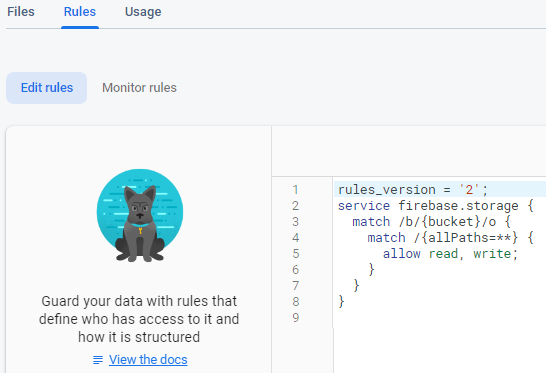 Files Rules Usage
Edit rules Monitor rules
Guard your data with rules that
define who has access to it and
how it is structured
View the docs
1 rules_version = '2';
2 service firebase.storage {
3   match /b/{bucket}/o {
4     match /{allPaths=**} {
5       allow read, write;
6     }
7   }
8 }
9